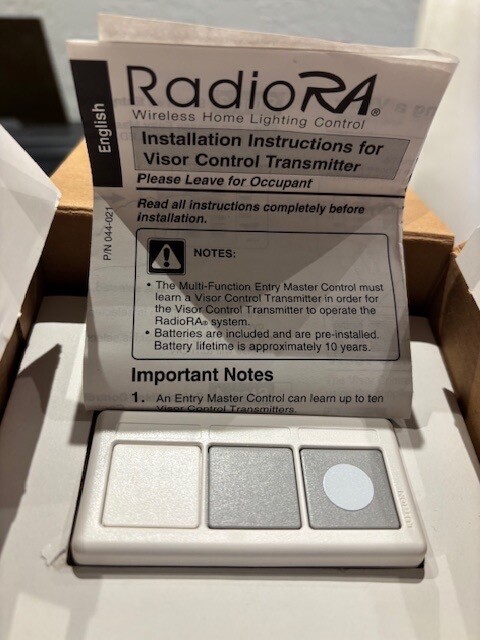 English
RadioRA®
Wireless Home Lighting Control
Installation Instructions for
Visor Control Transmitter
Please Leave for Occupant
Read all instructions completely before
installation.
P/N 044-021
NOTES:
• The Multi-Function Entry Master Control must
learn a Visor Control Transmitter in order for
the Visor Control Transmitter to operate the
RadioRA® system.
• Batteries are included and are pre-installed.
Battery lifetime is approximately 10 years.
Important Notes
1. An Entry Master Control can learn up to ten
Visor Control Transmitters.